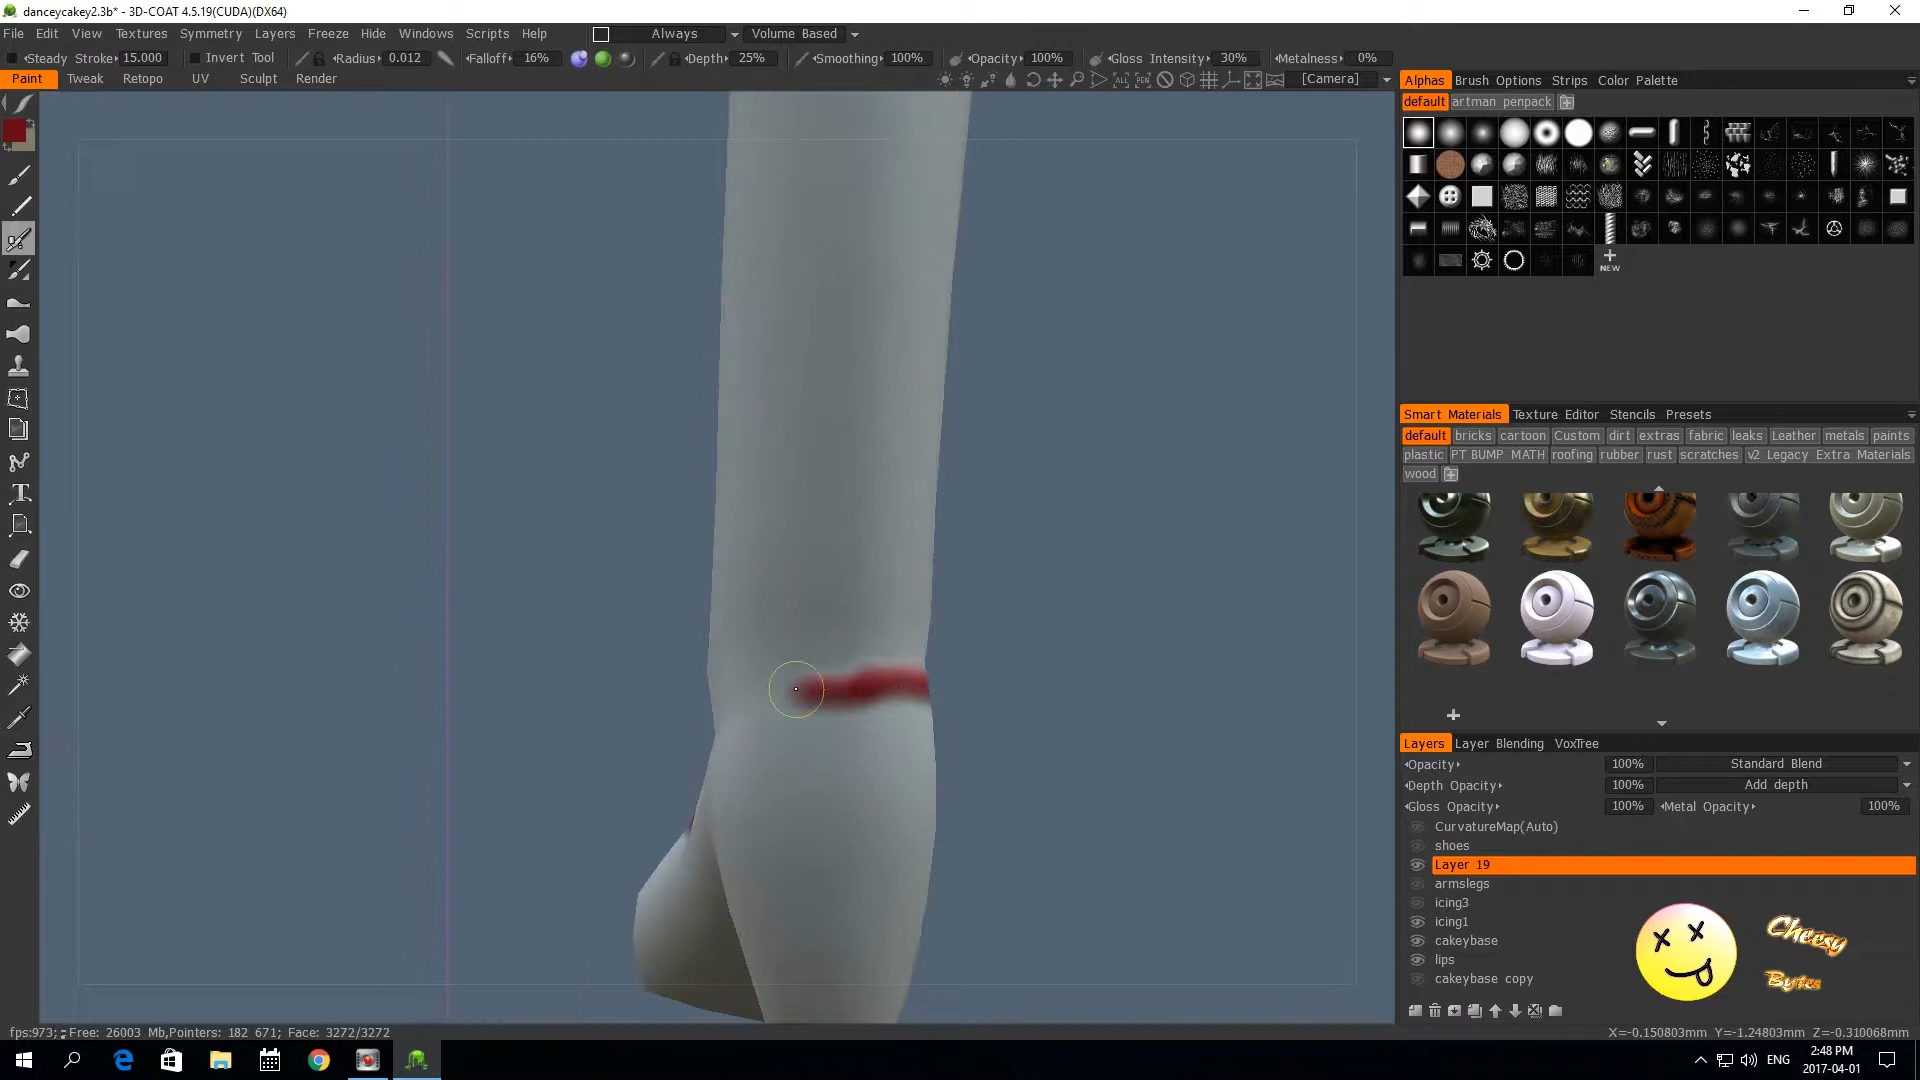 danceycakey2.3b* - 3D-COAT 4.5.19(CUDA)(DX64)
File Edit View Textures Symmetry Layers Freeze Hide Windows Scripts Help Always Volume Based
Steady Stroke 15.000 Invert Tool Radius 0.012 Falloff 16% Depth 25% Smoothing 100% Opacity 100% Gloss Intensity 30% Metalness 0%
Paint Tweak Retopo UV Sculpt Render [Camera]
Alphas Brush Options Strips Color Palette
default artman penpack
NEW
Smart Materials Texture Editor Stencils Presets
default bricks cartoon Custom dirt extras fabric leaks Leather metals paints
plastic PT BUMP MATH roofing rubber rust scratches v2 Legacy Extra Materials
wood
Layers Layer Blending VoxTree
Opacity 100% Standard Blend
Depth Opacity 100% Add depth
Gloss Opacity 100% Metal Opacity 100%
CurvatureMap(Auto)
shoes
Layer 19
armslegs
icing3
icing1
cakeybase
lips
cakeybase copy
Cheesy
Bytes
fps:973; Free: 26003 Mb,Pointers: 182 671; Face: 3272/3272
X=-0.150803mm Y=-1.24803mm Z=-0.310068mm
ENG
2:48 PM
2017-04-01